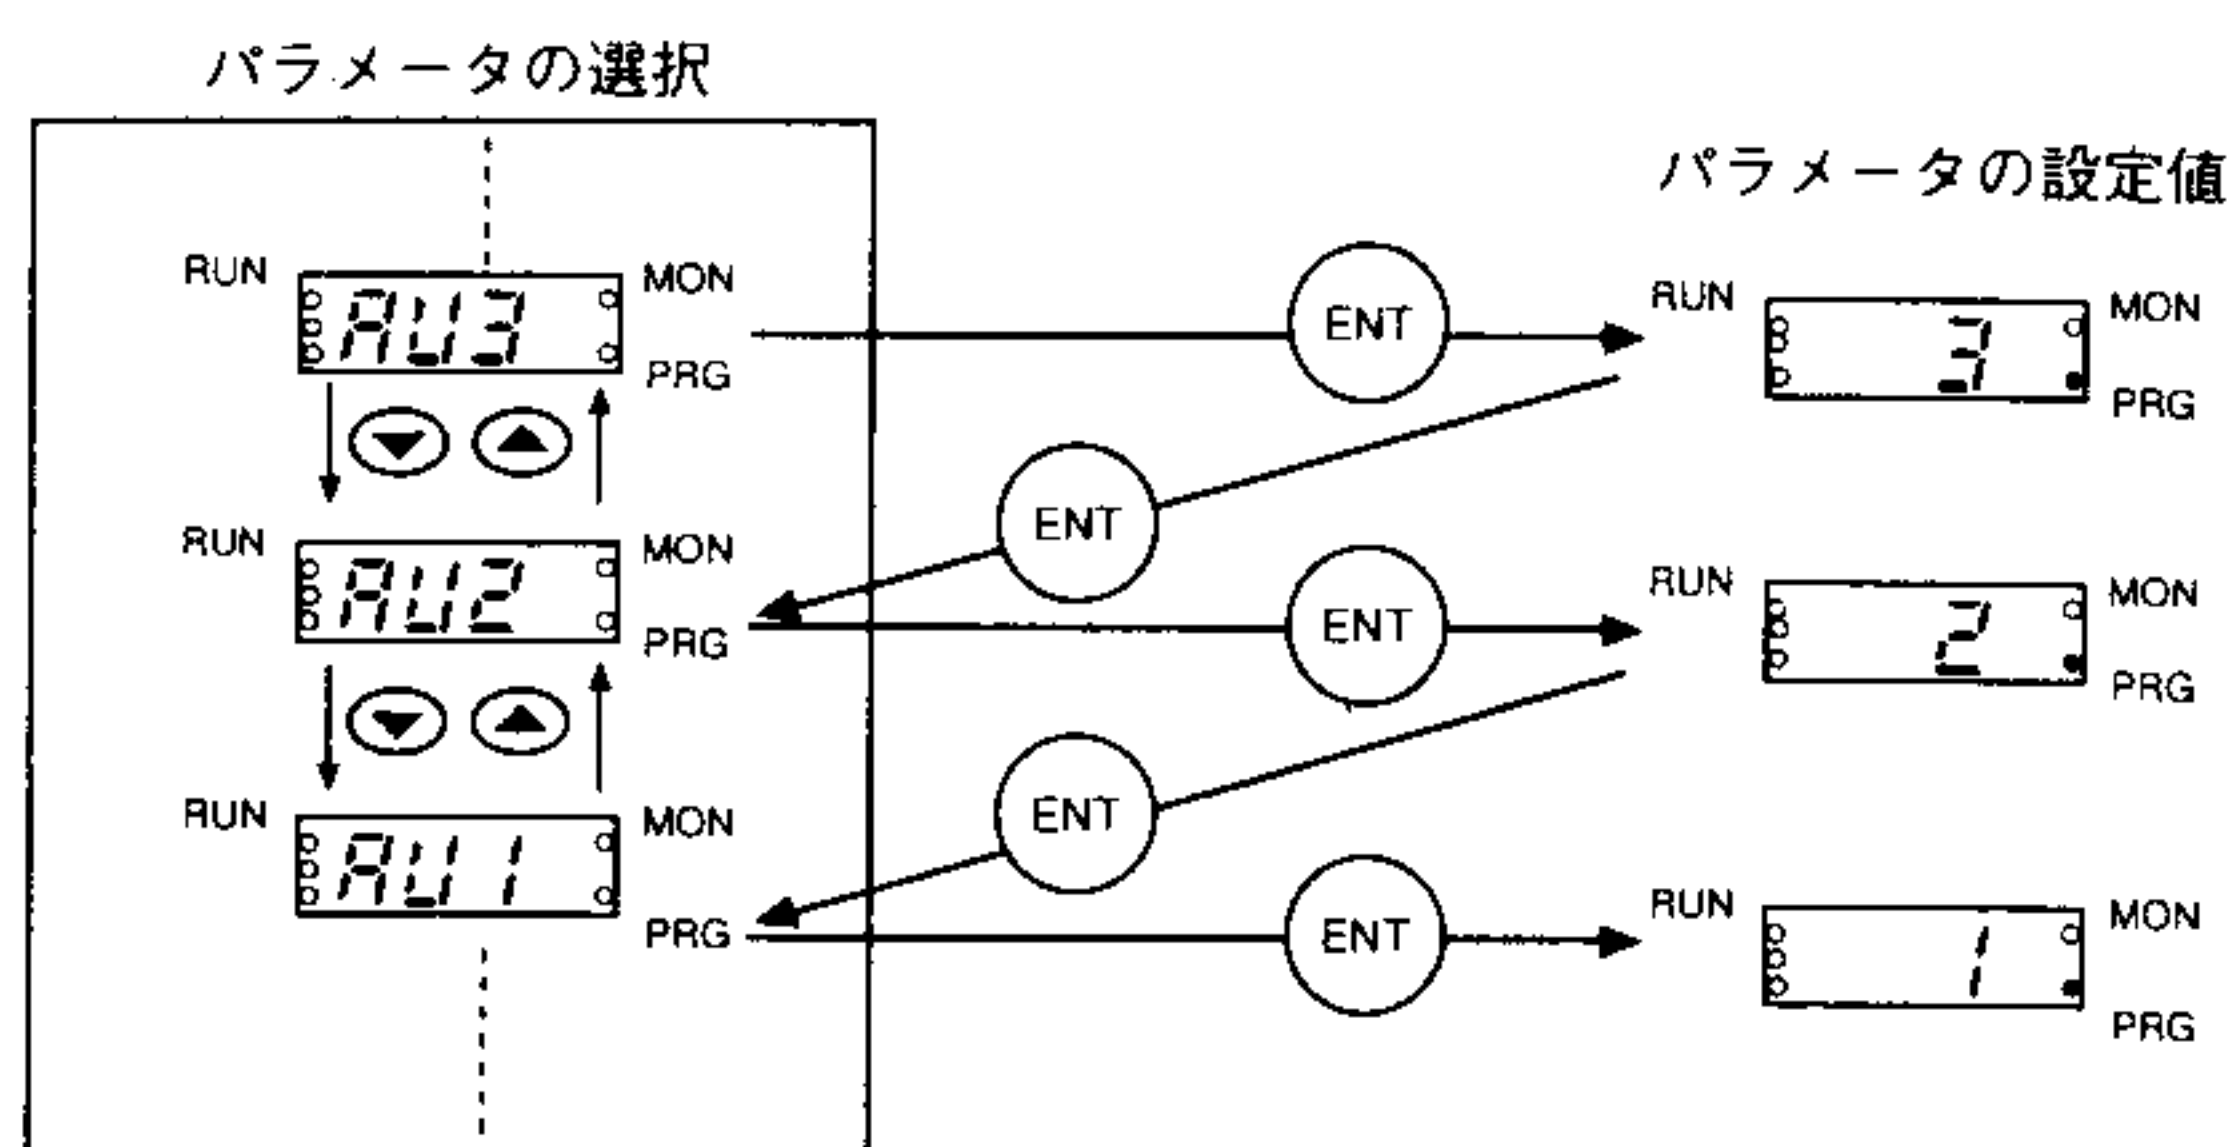 パラメータの選択
パラメータの設定値
RUN AU3 MON
PRG
ENT
RUN 3 MON
PRG
ENT
RUN AU2 MON
PRG
ENT
RUN 2 MON
PRG
ENT
RUN AU1 MON
PRG
ENT
RUN 1 MON
PRG